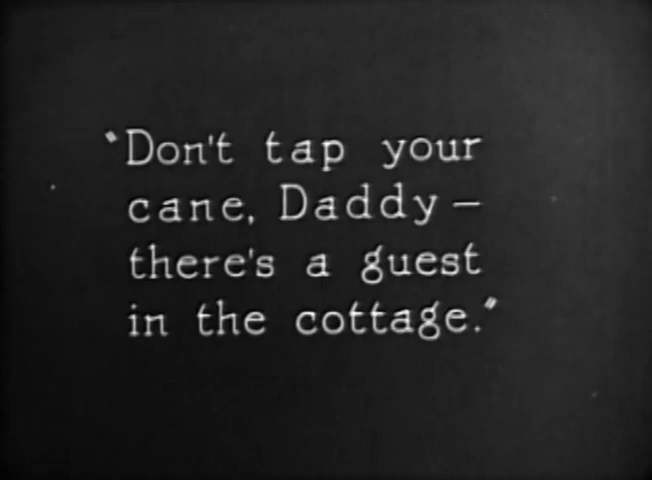 "Don't tap your
cane, Daddy —
there's a guest
in the cottage."